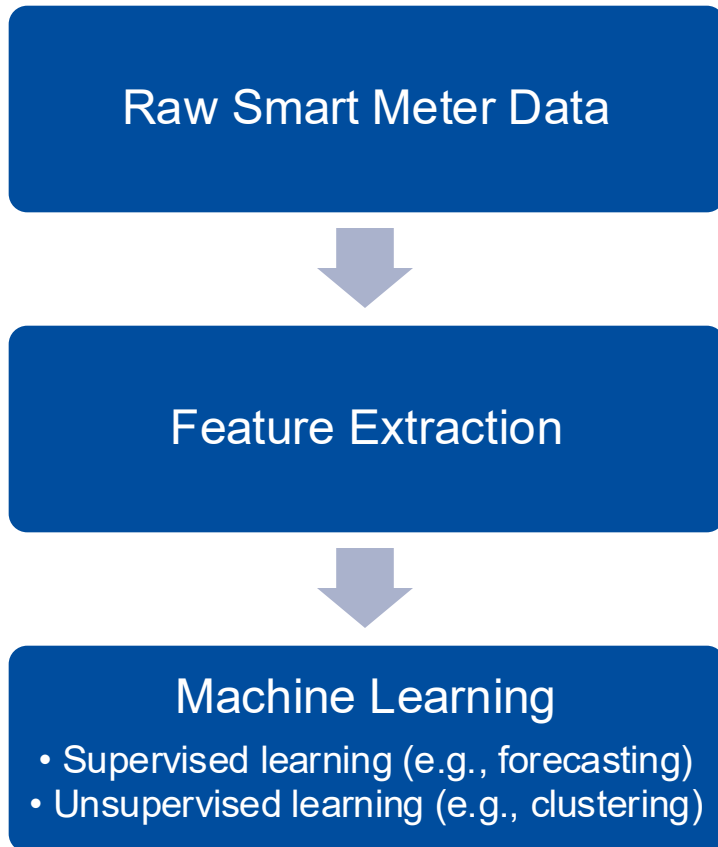 Raw Smart Meter Data
Feature Extraction
Machine Learning
• Supervised learning (e.g., forecasting)
• Unsupervised learning (e.g., clustering)